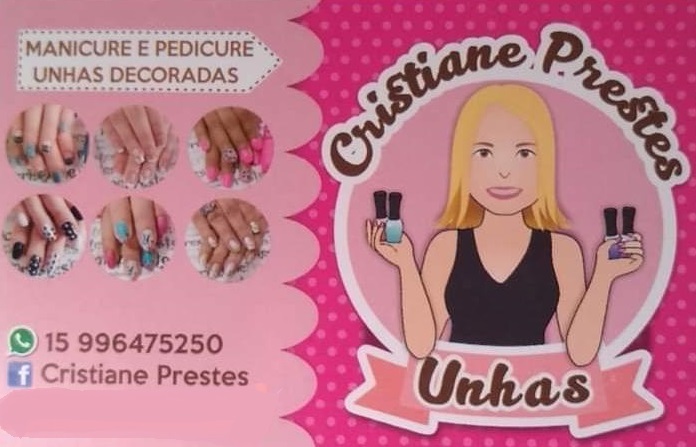 MANICURE E PEDICURE
UNHAS DECORADAS
15 996475250
f Cristiane Prestes
Cristiane Prestes
Unhas